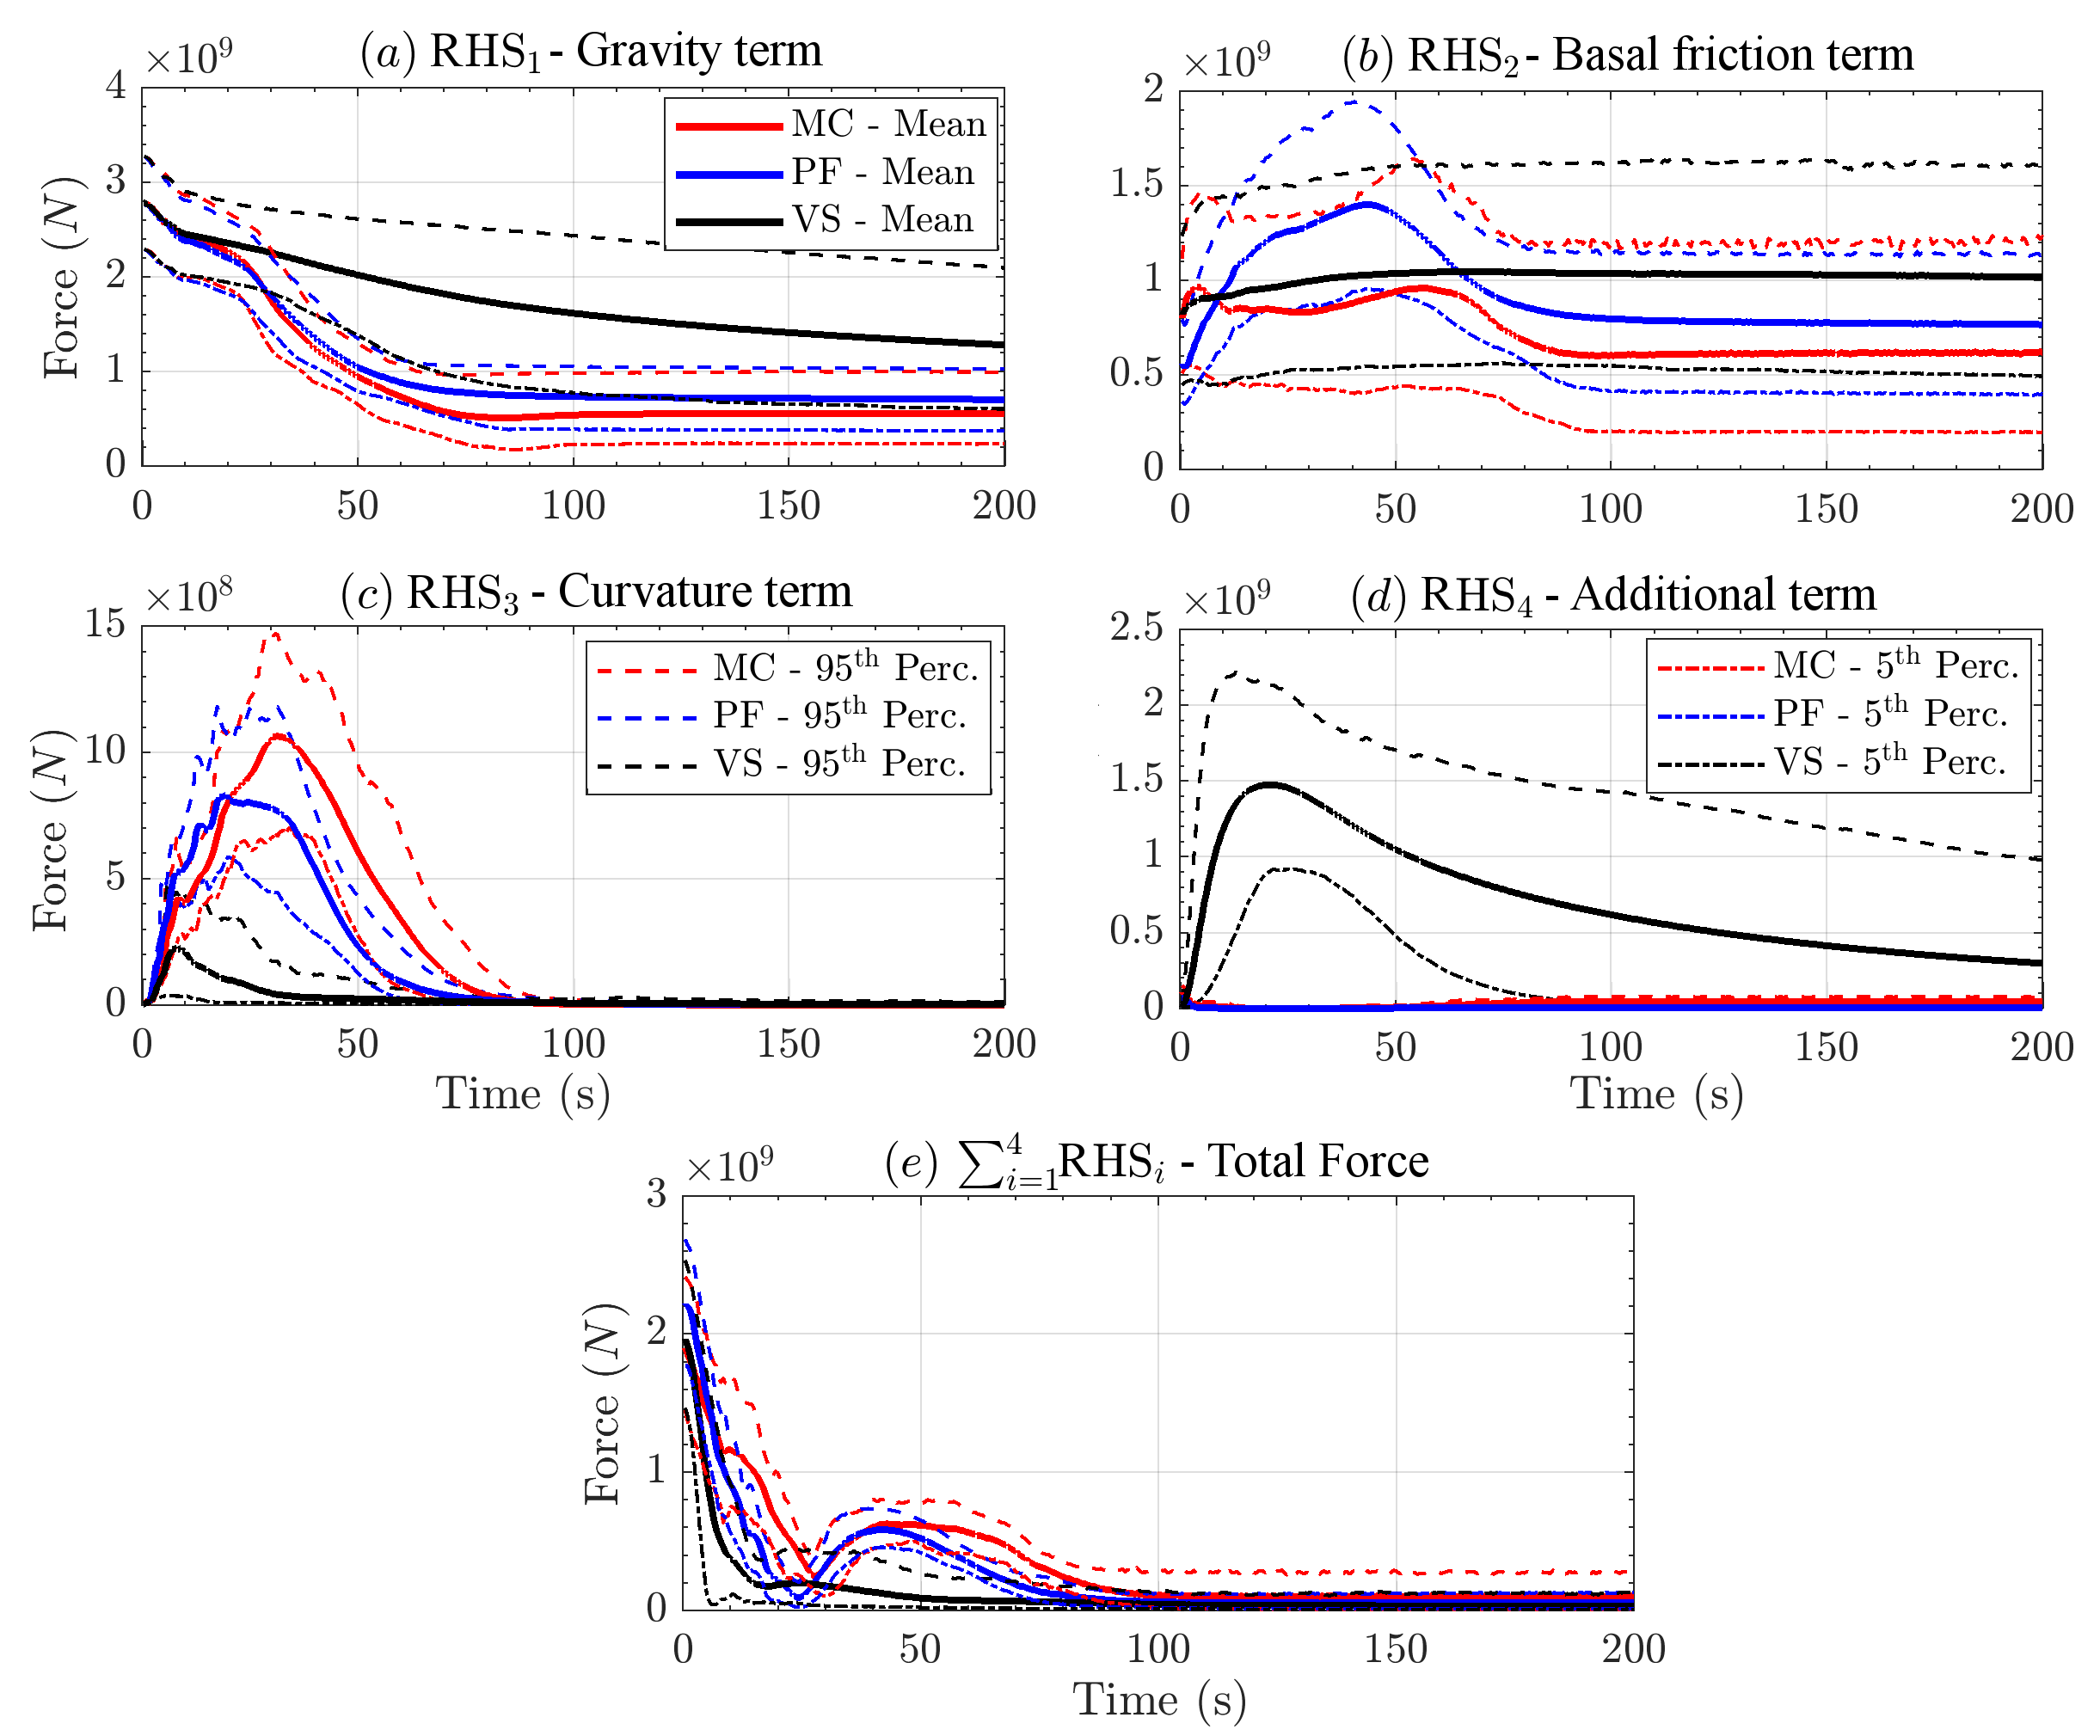 (a) RHS₁ - Gravity term
×10⁹
Force (N)
4
3
2
1
0
0 50 100 150 200
MC - Mean
PF - Mean
VS - Mean
(b) RHS₂ - Basal friction term
×10⁹
2
1.5
1
0.5
0
0 50 100 150 200
(c) RHS₃ - Curvature term
×10⁸
Force (N)
15
10
5
0
0 50 100 150 200
Time (s)
MC - 95ᵗʰ Perc.
PF - 95ᵗʰ Perc.
VS - 95ᵗʰ Perc.
(d) RHS₄ - Additional term
×10⁹
2.5
2
1.5
1
0.5
0
0 50 100 150 200
Time (s)
MC - 5ᵗʰ Perc.
PF - 5ᵗʰ Perc.
VS - 5ᵗʰ Perc.
(e) ∑⁴ᵢ₌₁RHSᵢ - Total Force
×10⁹
Force (N)
3
2
1
0
0 50 100 150 200
Time (s)